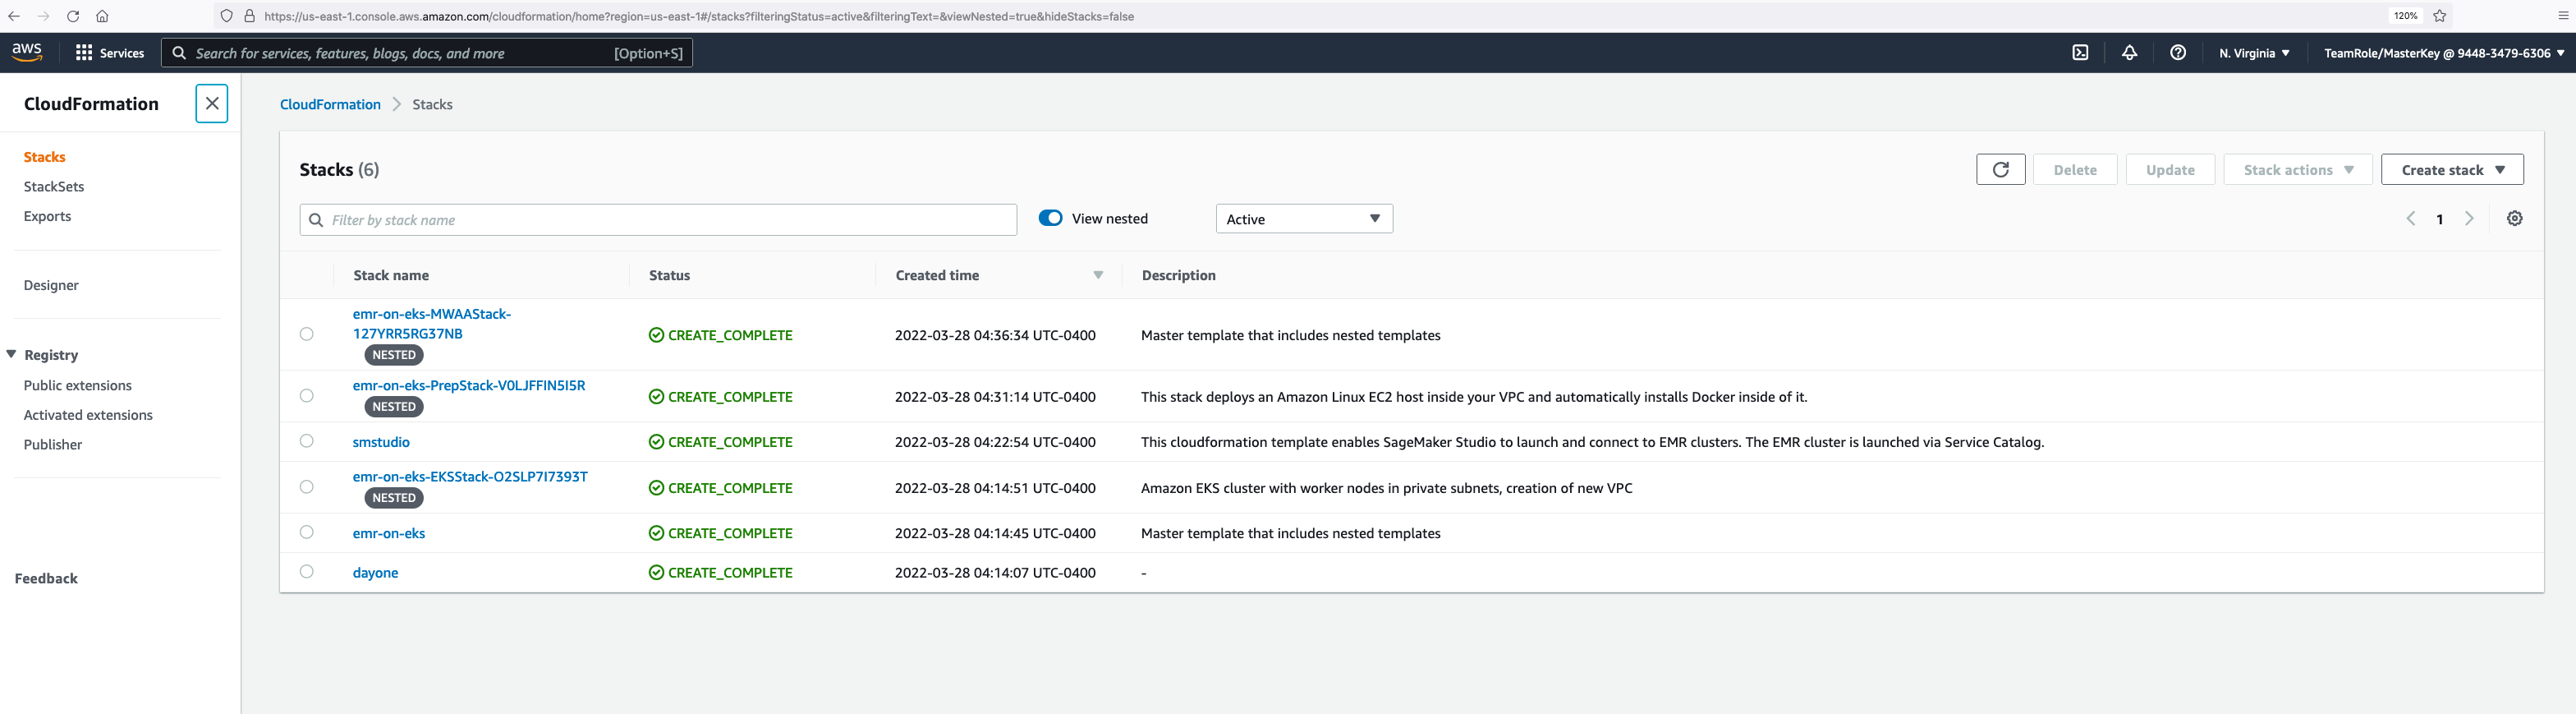 https://us-east-1.console.aws.amazon.com/cloudformation/home?region=us-east-1#/stacks?filteringStatus=active&filteringText=&viewNested=true&hideStacks=false
120%
aws
Services
Search for services, features, blogs, docs, and more
[Option+S]
N. Virginia
TeamRole/MasterKey @ 9448-3479-6306
CloudFormation
Stacks
StackSets
Exports
Designer
Registry
Public extensions
Activated extensions
Publisher
Feedback
CloudFormation > Stacks
Stacks (6)
Delete
Update
Stack actions
Create stack
Filter by stack name
View nested
Active
1
Stack name
Status
Created time
Description
emr-on-eks-MWAAStack-
127YRR5RG37NB
NESTED
CREATE_COMPLETE
2022-03-28 04:36:34 UTC-0400
Master template that includes nested templates
emr-on-eks-PrepStack-V0LJFFIN5I5R
NESTED
CREATE_COMPLETE
2022-03-28 04:31:14 UTC-0400
This stack deploys an Amazon Linux EC2 host inside your VPC and automatically installs Docker inside of it.
smstudio
CREATE_COMPLETE
2022-03-28 04:22:54 UTC-0400
This cloudformation template enables SageMaker Studio to launch and connect to EMR clusters. The EMR cluster is launched via Service Catalog.
emr-on-eks-EKSStack-O2SLP7I7393T
NESTED
CREATE_COMPLETE
2022-03-28 04:14:51 UTC-0400
Amazon EKS cluster with worker nodes in private subnets, creation of new VPC
emr-on-eks
CREATE_COMPLETE
2022-03-28 04:14:45 UTC-0400
Master template that includes nested templates
dayone
CREATE_COMPLETE
2022-03-28 04:14:07 UTC-0400
-